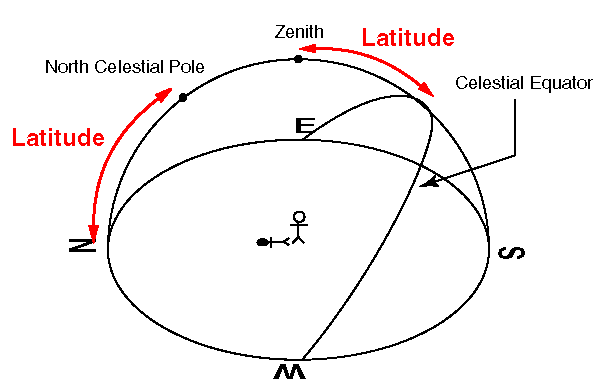 Zenith
Latitude
North Celestial Pole
Celestial Equator
E
Latitude
N
S
W